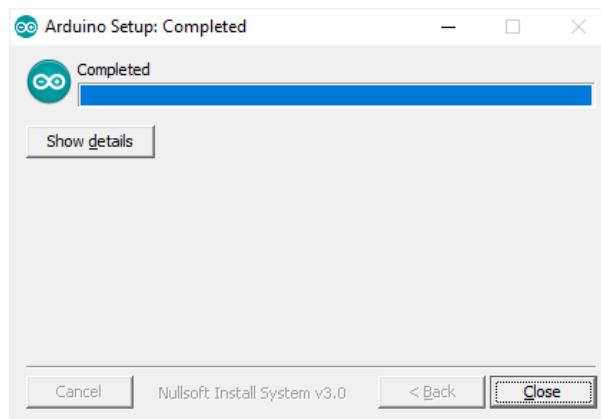 Arduino Setup: Completed
Completed
Show details
Cancel Nullsoft Install System v3.0 < Back Close